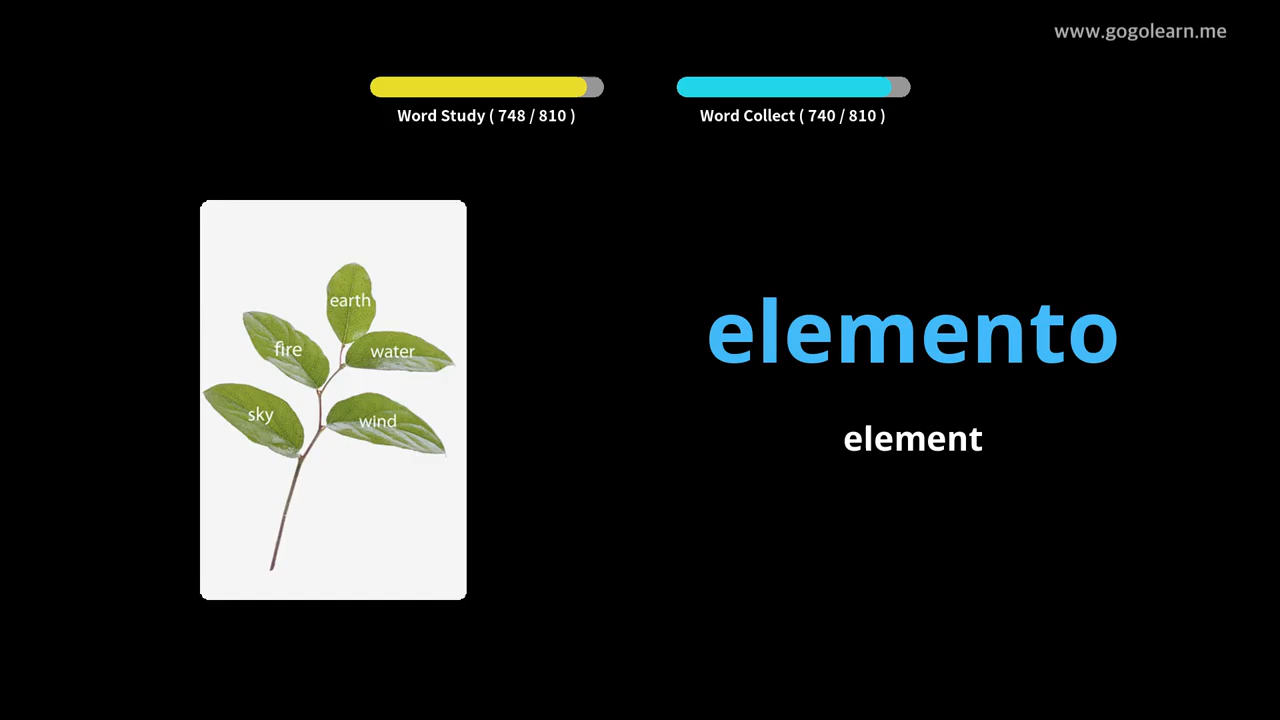 www.gogolearn.me
Word Study ( 748 / 810 )
Word Collect ( 740 / 810 )
earth
fire
water
sky
wind
elemento
element